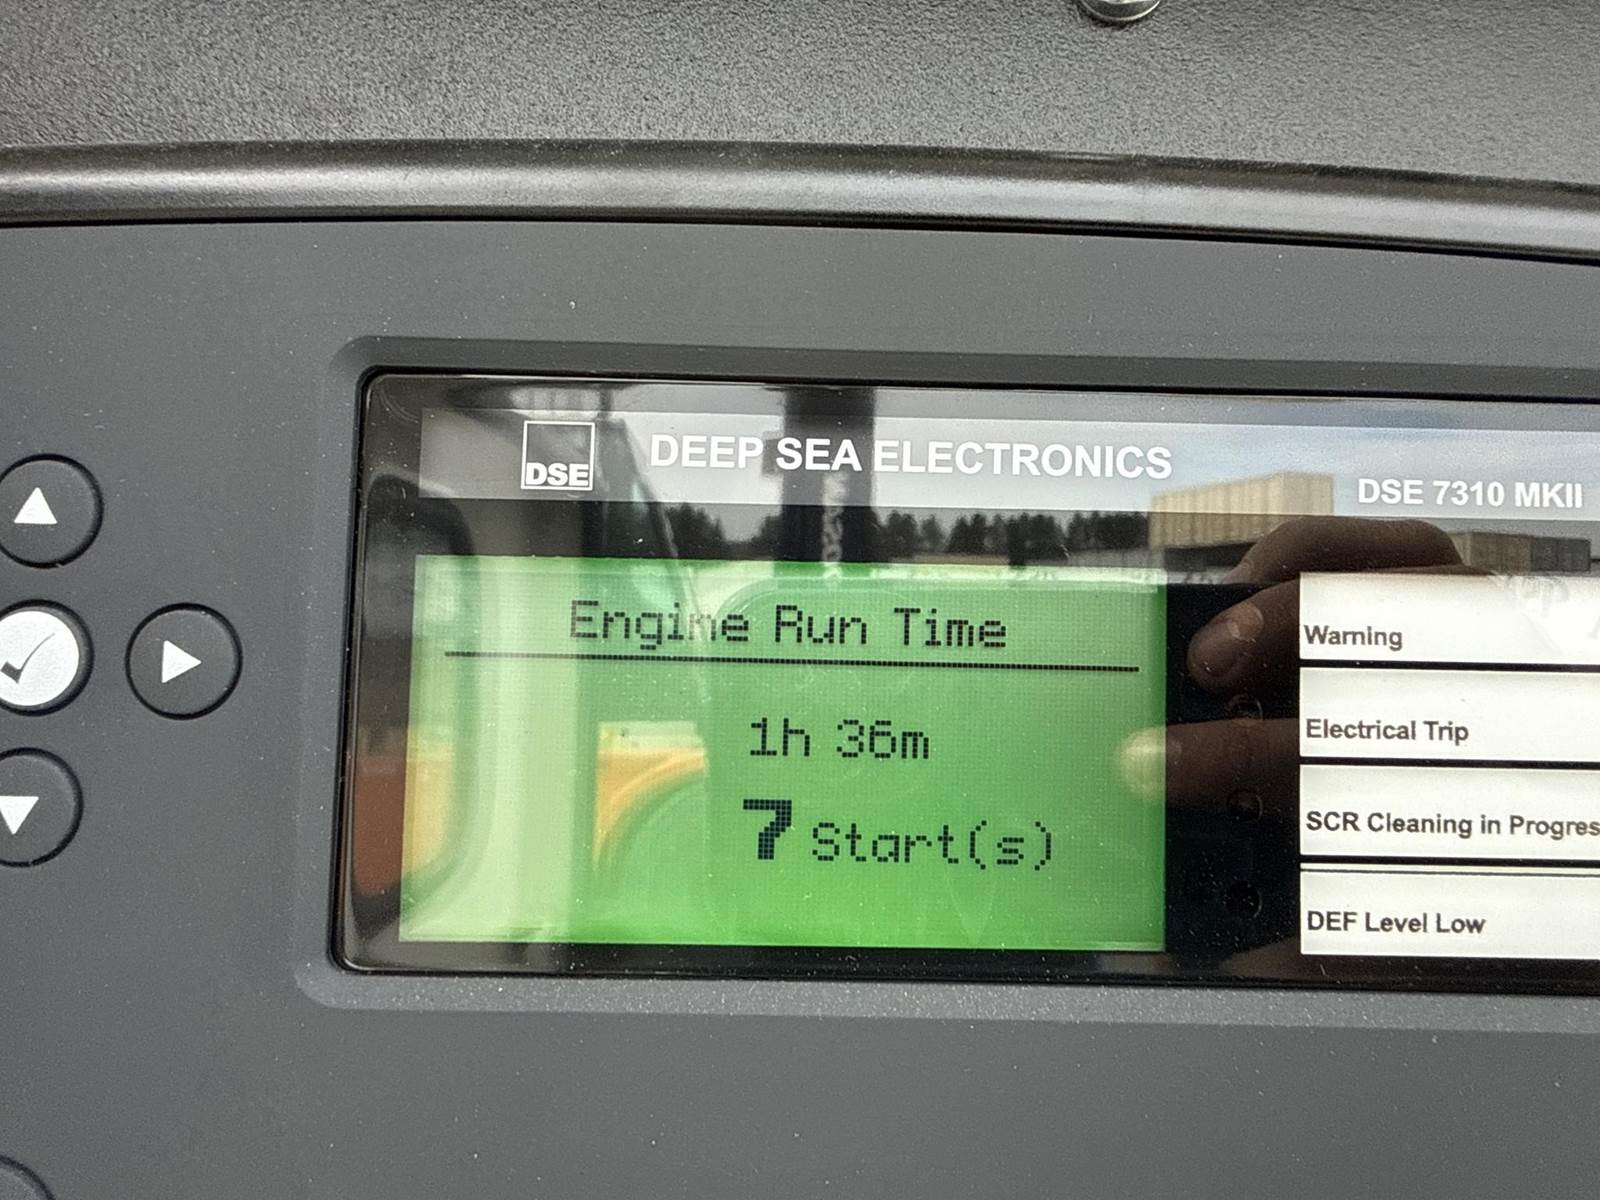 DSE
DEEP SEA ELECTRONICS
DSE 7310 MKII
Engine Run Time
1h 36m
7 Start(s)
Warning
Electrical Trip
SCR Cleaning in Progres
DEF Level Low